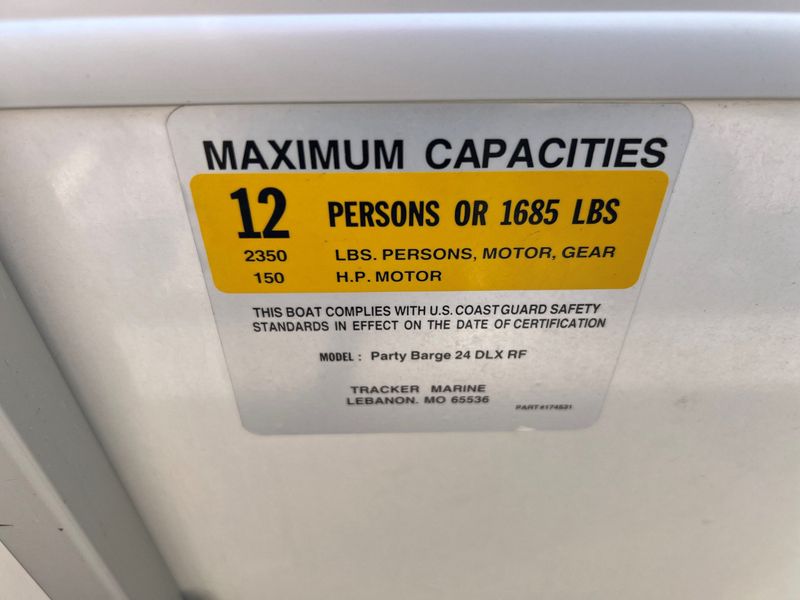 MAXIMUM CAPACITIES
12 PERSONS OR 1685 LBS
2350 LBS. PERSONS, MOTOR, GEAR
150 H.P. MOTOR
THIS BOAT COMPLIES WITH U.S. COAST GUARD SAFETY
STANDARDS IN EFFECT ON THE DATE OF CERTIFICATION
MODEL : Party Barge 24 DLX RF
TRACKER MARINE
LEBANON. MO 65536
PART #174531